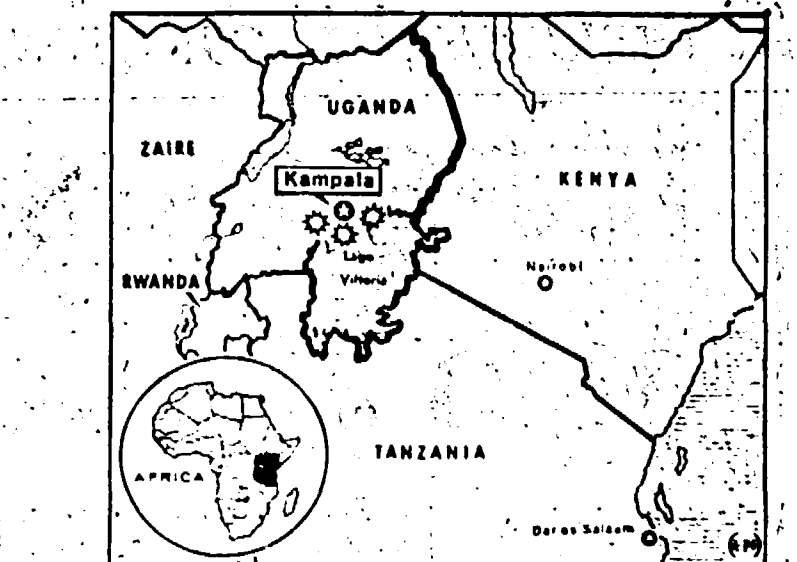 UGANDA
ZAIRE
Kampala
KENYA
Lago
Vittoria
Nairobi
RWANDA
TANZANIA
AFRICA
Dar es Salaam